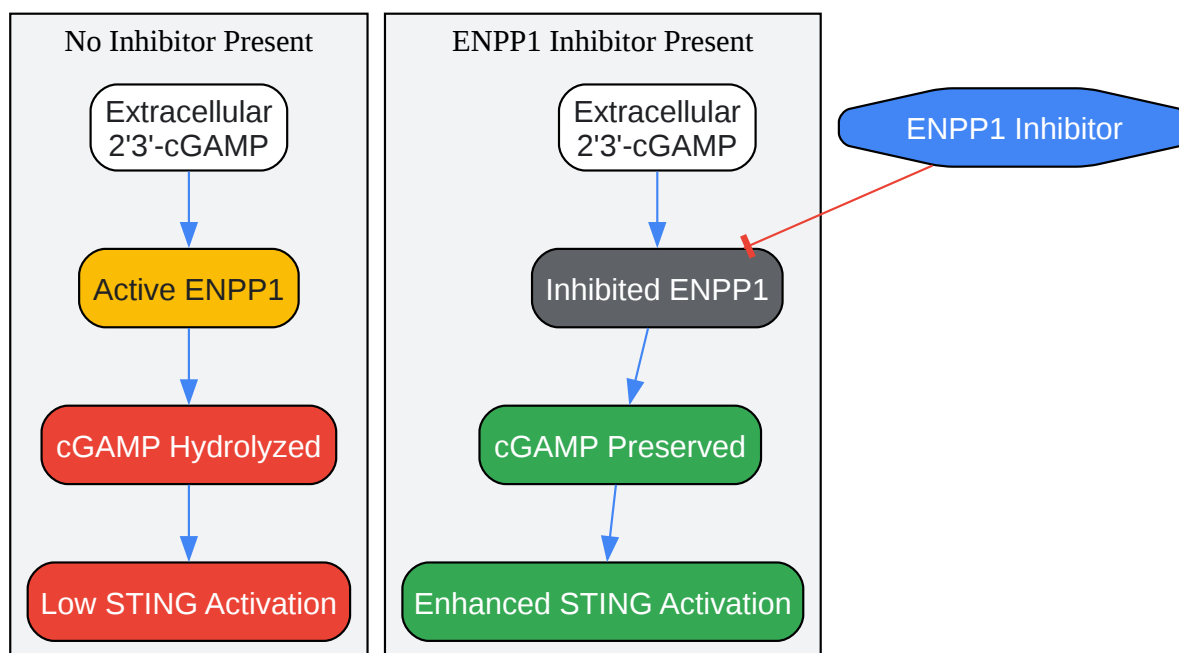 No Inhibitor Present
Extracellular
2'3'-cGAMP
Active ENPP1
cGAMP Hydrolyzed
Low STING Activation
ENPP1 Inhibitor Present
Extracellular
2'3'-cGAMP
Inhibited ENPP1
cGAMP Preserved
Enhanced STING Activation
ENPP1 Inhibitor